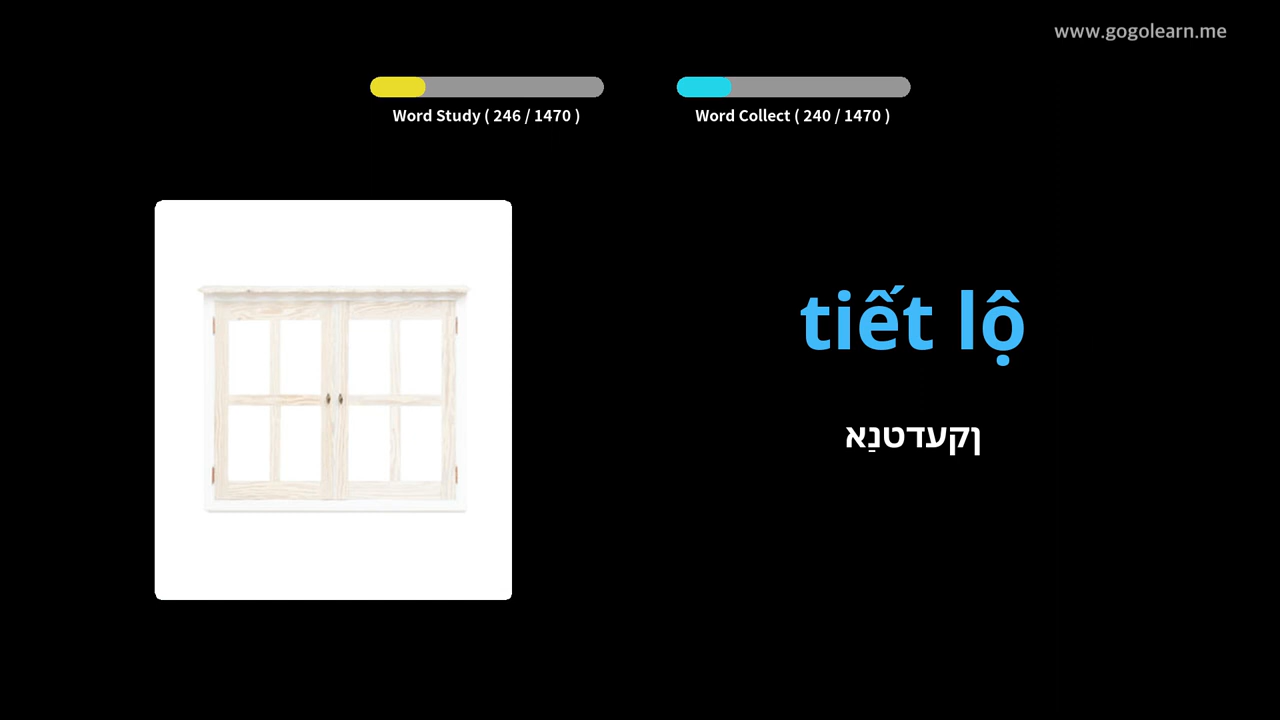 www.gogolearn.me
Word Study ( 246 / 1470 )
Word Collect ( 240 / 1470 )
tiết lộ
אַנטדעקן